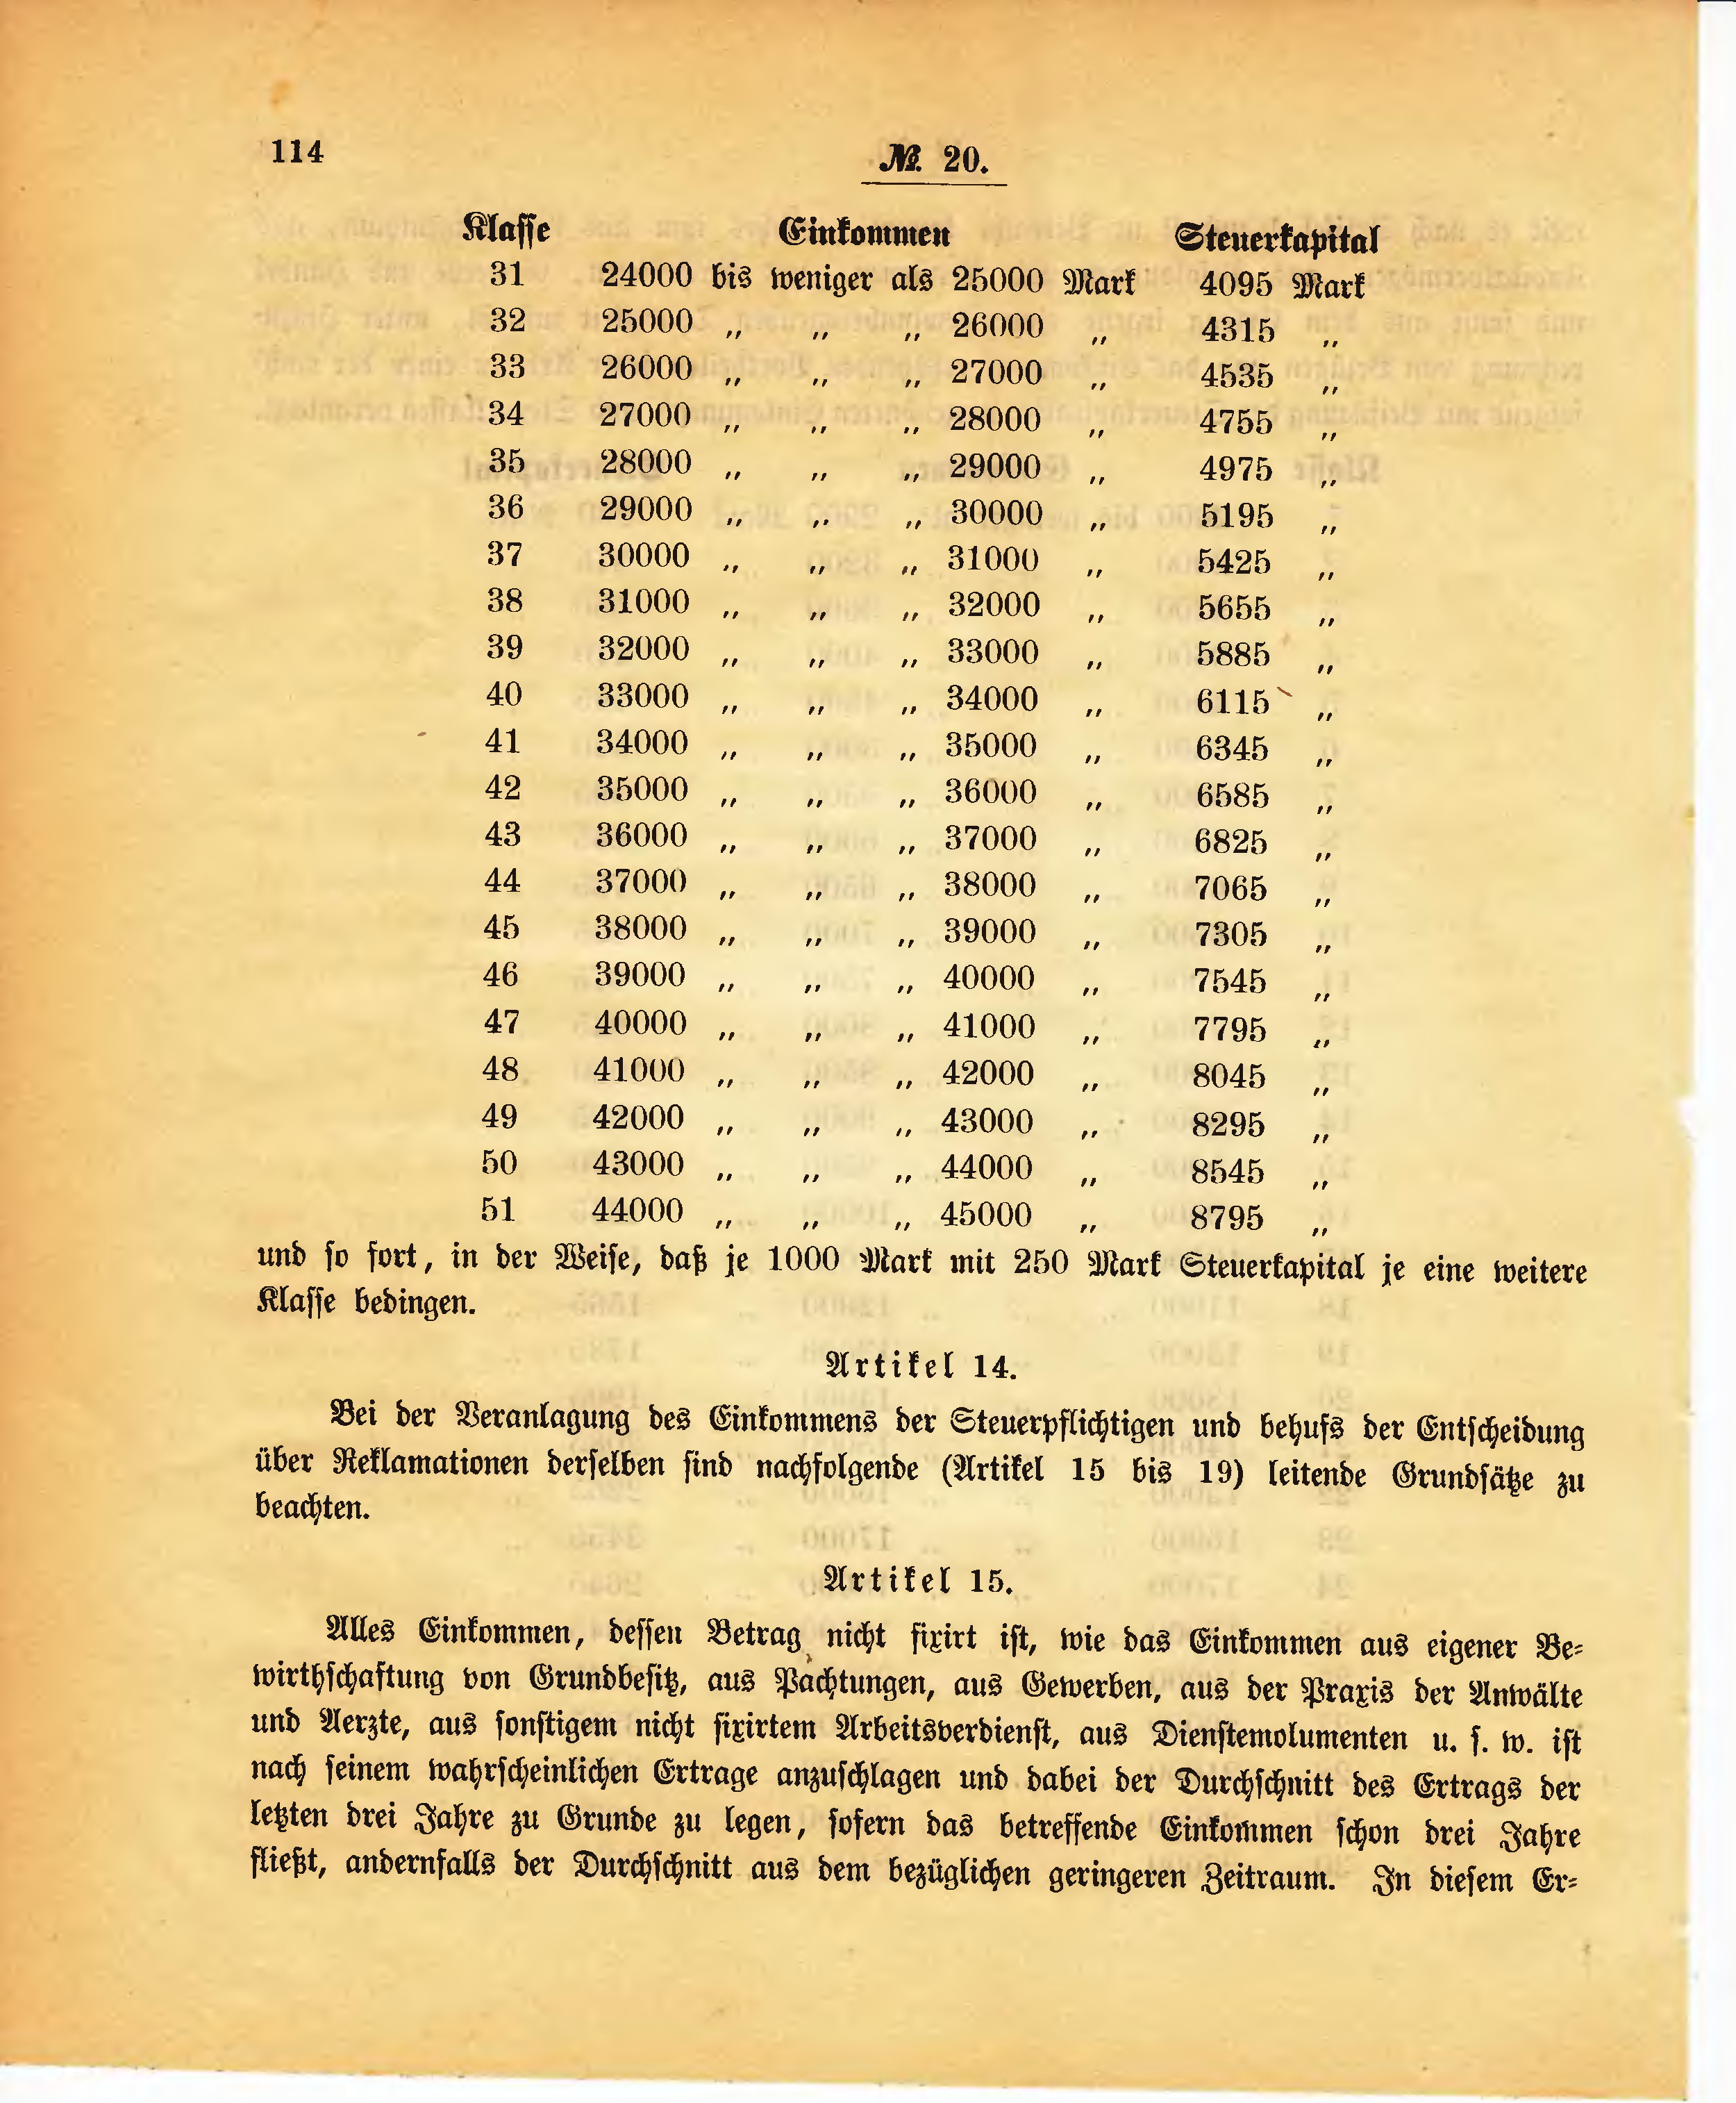 114
№. 20.
Klasse Einkommen Steuerkapital
31 24000 bis weniger als 25000 Mark 4095 Mark
32 25000 „ „ „ 26000 „ 4315 „
33 26000 „ „ „ 27000 „ 4535 „
34 27000 „ „ „ 28000 „ 4755 „
35 28000 „ „ „ 29000 „ 4975 „
36 29000 „ „ „ 30000 „ 5195 „
37 30000 „ „ „ 31000 „ 5425 „
38 31000 „ „ „ 32000 „ 5655 „
39 32000 „ „ „ 33000 „ 5885 „
40 33000 „ „ „ 34000 „ 6115 „
41 34000 „ „ „ 35000 „ 6345 „
42 35000 „ „ „ 36000 „ 6585 „
43 36000 „ „ „ 37000 „ 6825 „
44 37000 „ „ „ 38000 „ 7065 „
45 38000 „ „ „ 39000 „ 7305 „
46 39000 „ „ „ 40000 „ 7545 „
47 40000 „ „ „ 41000 „ 7795 „
48 41000 „ „ „ 42000 „ 8045 „
49 42000 „ „ „ 43000 „ 8295 „
50 43000 „ „ „ 44000 „ 8545 „
51 44000 „ „ „ 45000 „ 8795 „
und so fort, in der Weise, daß je 1000 Mark mit 250 Mark Steuerkapital je eine weitere
Klasse bedingen.
Artikel 14.
Bei der Veranlagung des Einkommens der Steuerpflichtigen und behufs der Entscheidung
über Reklamationen derselben sind nachfolgende (Artikel 15 bis 19) leitende Grundsätze zu
beachten.
Artikel 15.
Alles Einkommen, dessen Betrag nicht fixirt ist, wie das Einkommen aus eigener Be-
wirthschaftung von Grundbesitz, aus Pachtungen, aus Gewerben, aus der Praxis der Anwälte
und Aerzte, aus sonstigem nicht fixirtem Arbeitsverdienst, aus Dienstemolumenten u. s. w. ist
nach seinem wahrscheinlichen Ertrage anzuschlagen und dabei der Durchschnitt des Ertrags der
letzten drei Jahre zu Grunde zu legen, sofern das betreffende Einkommen schon drei Jahre
fließt, andernfalls der Durchschnitt aus dem bezüglichen geringeren Zeitraum. In diesem Er-